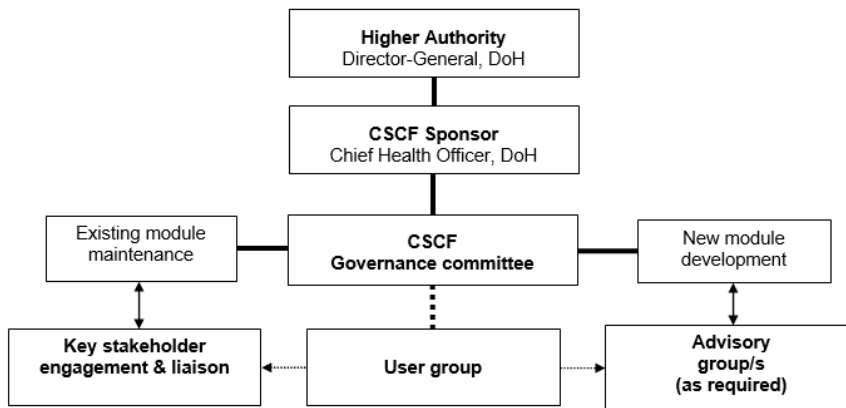 Higher Authority
Director-General, DoH
CSCF Sponsor
Chief Health Officer, DoH
Existing module
maintenance
CSCF
Governance committee
New module
development
Key stakeholder
engagement & liaison
User group
Advisory
group/s
(as required)